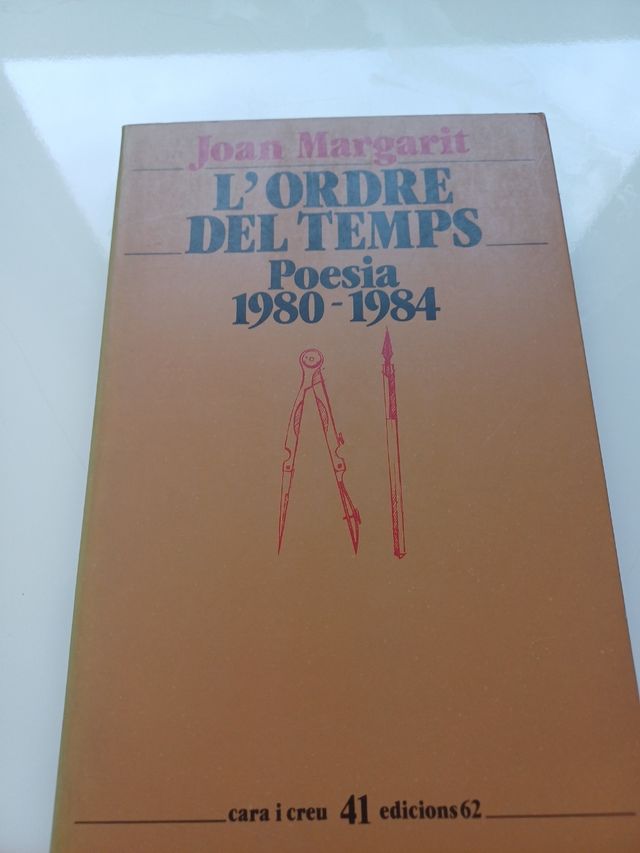 Joan Margarit
L'ORDRE
DEL TEMPS
Poesia
1980-1984
cara i creu 41 edicions 62